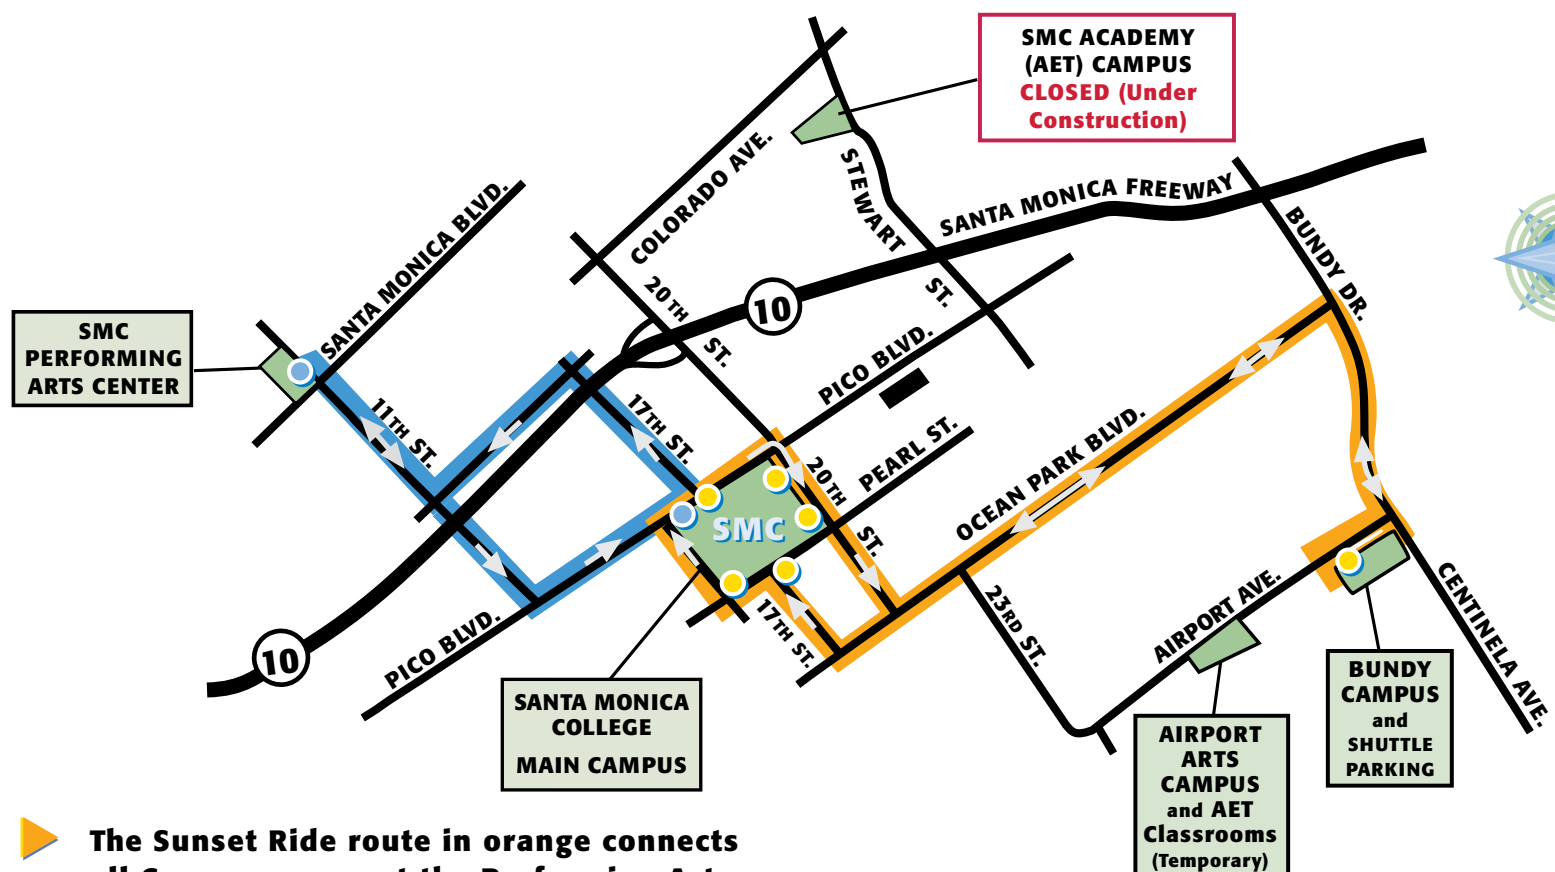 SMC ACADEMY
(AET) CAMPUS
CLOSED (Under
Construction)
COLORADO AVE.
STEWART
ST.
SANTA MONICA FREEWAY
BUNDY DR.
SANTA MONICA BLVD.
20TH
ST.
10
SMC
PERFORMING
ARTS CENTER
PICO BLVD.
11TH ST.
17TH ST.
PEARL ST.
20TH
ST.
SMC
OCEAN PARK BLVD.
10
PICO BLVD.
17TH ST.
23RD ST.
AIRPORT AVE.
CENTINELA AVE.
SANTA MONICA
COLLEGE
MAIN CAMPUS
BUNDY
CAMPUS
and
SHUTTLE
PARKING
AIRPORT
ARTS
CAMPUS
and AET
Classrooms
(Temporary)
The Sunset Ride route in orange connects